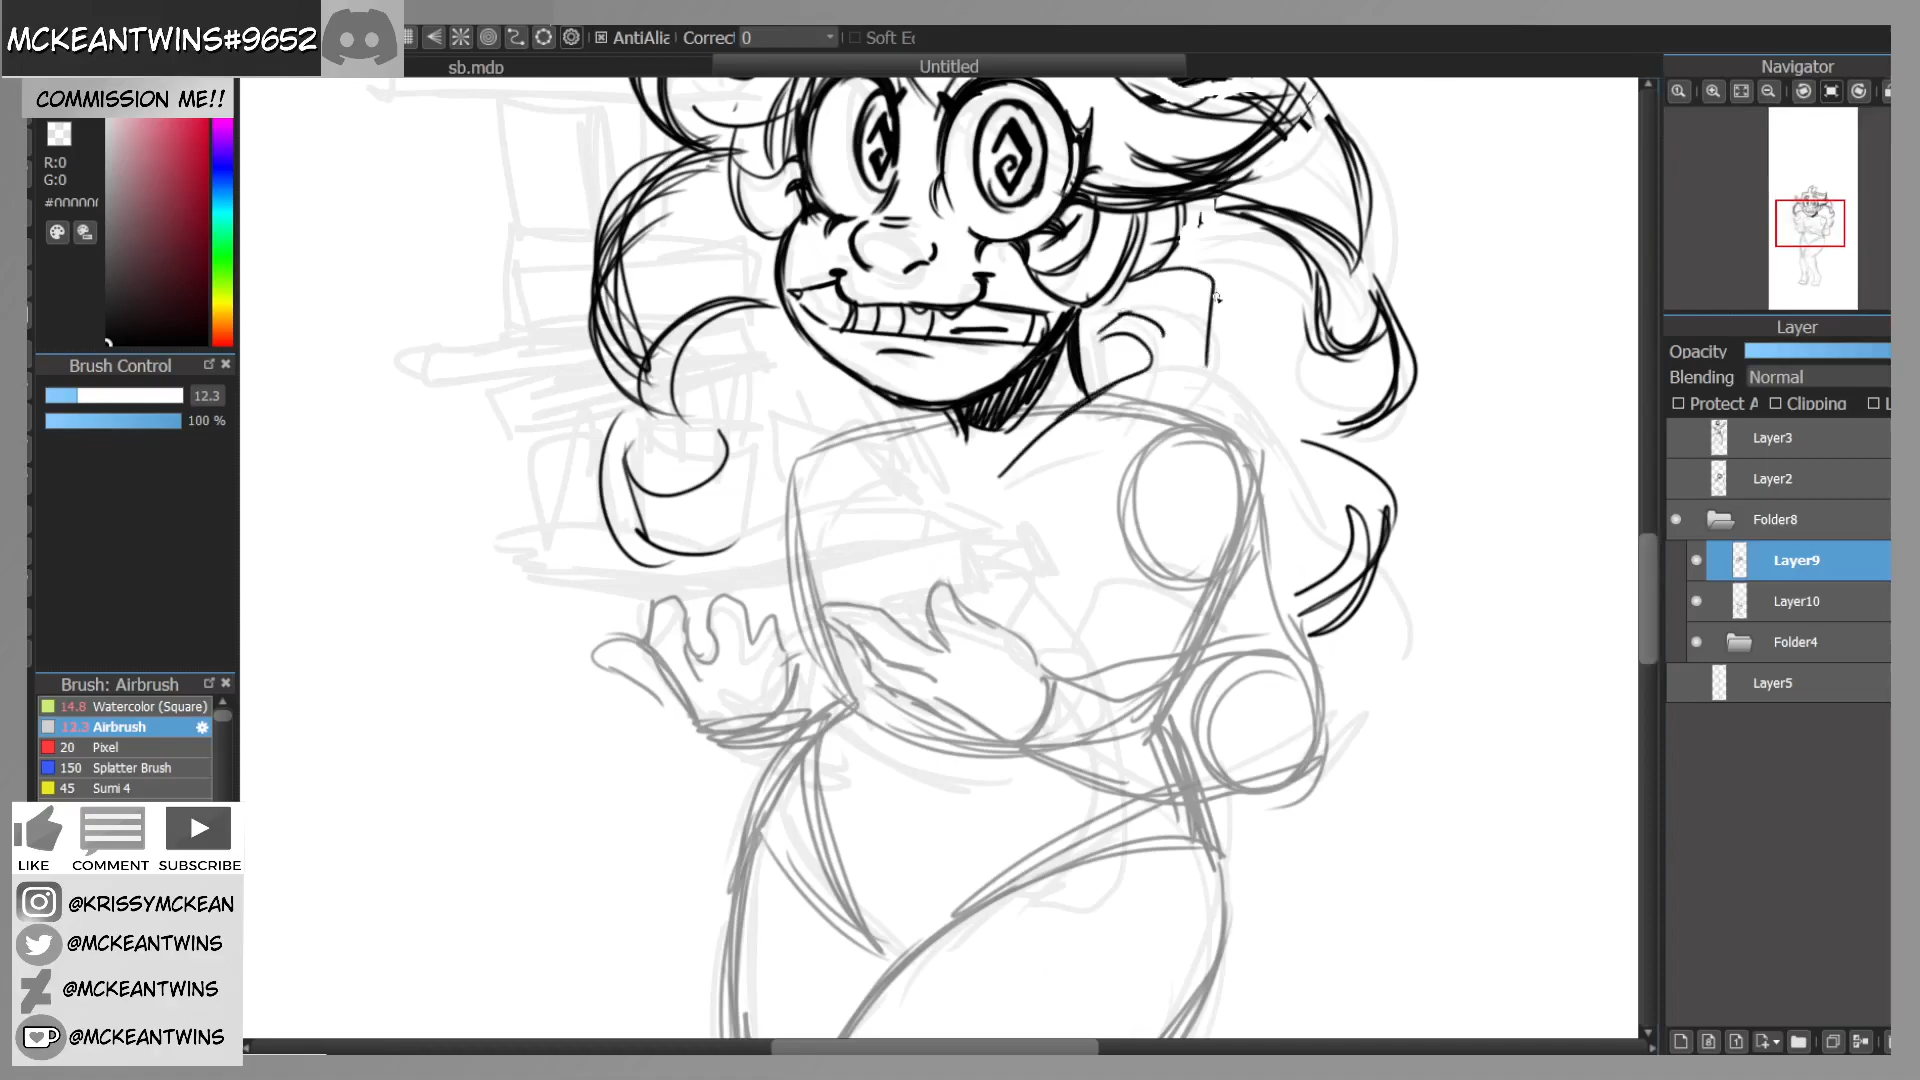 MCKEANTWINS#9652
COMMISSION ME!!
AntiAlia
Correct
0
Soft Ec
sb.mdp
Untitled
Navigator
R:0
G:0
#000000
Brush Control
12.3
100 %
Brush: Airbrush
14.8 Watercolor (Square)
12.3 Airbrush
20 Pixel
150 Splatter Brush
45 Sumi 4
LIKE
COMMENT
SUBSCRIBE
@KRISSYMCKEAN
@MCKEANTWINS
@MCKEANTWINS
@MCKEANTWINS
Layer
Opacity
Blending
Normal
Protect A
Clipping
L
Layer3
Layer2
Folder8
Layer9
Layer10
Folder4
Layer5